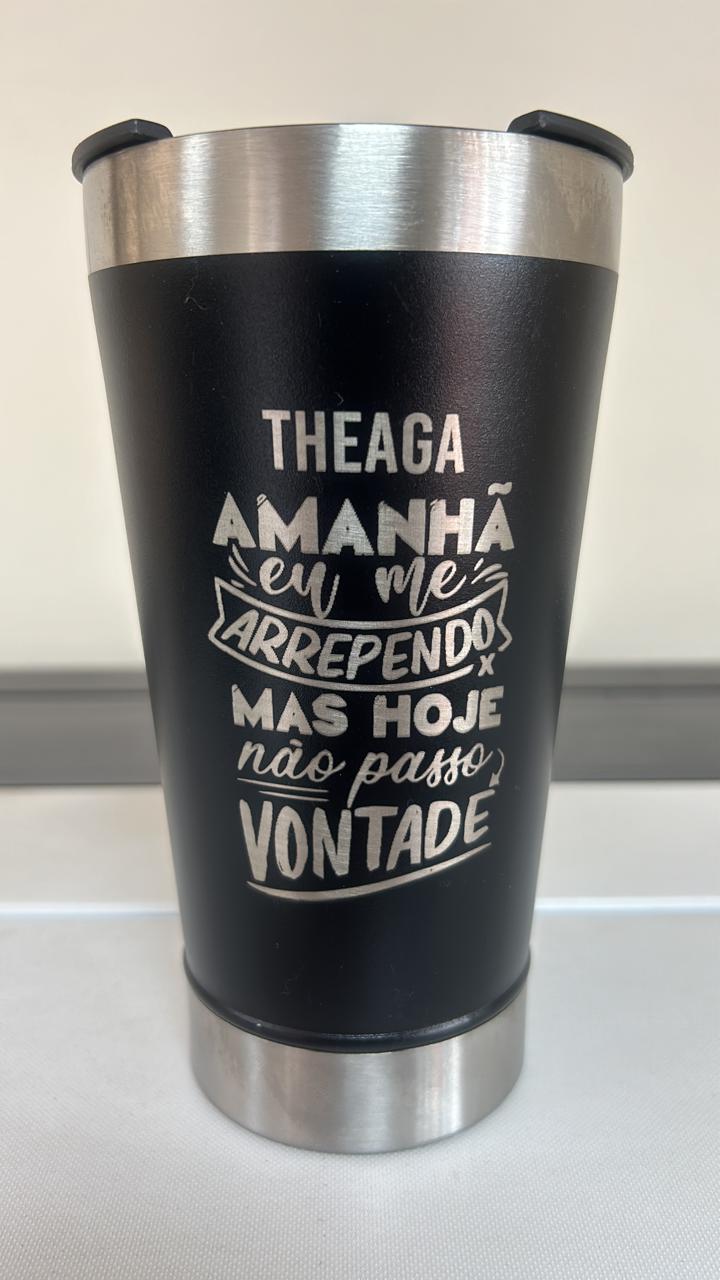 THEAGA
AMANHÃ
eu me
ARREPENDO
MAS HOJE
não passo
VONTADE